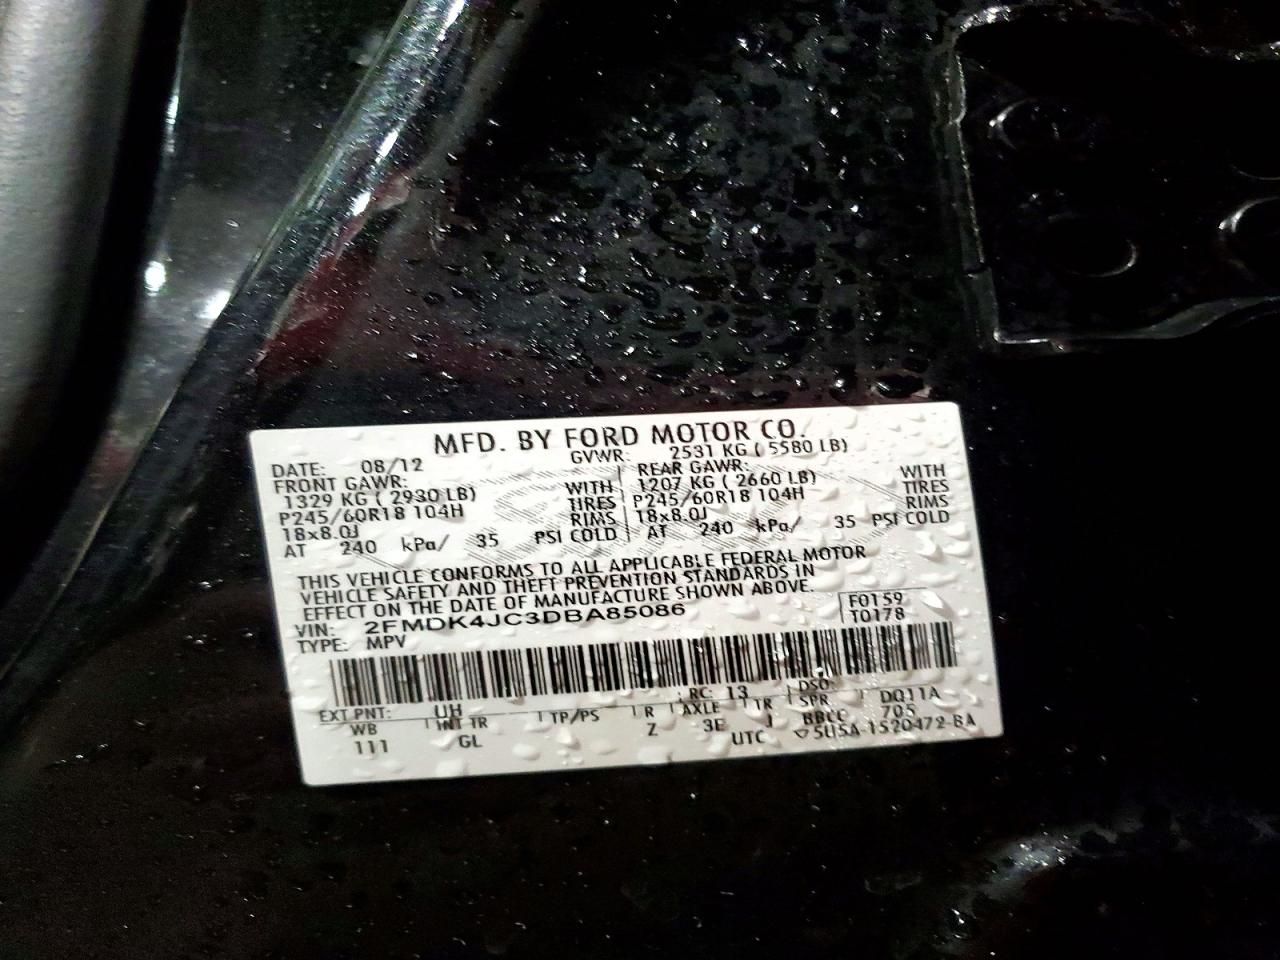 MFD. BY FORD MOTOR CO.
DATE: 08/12 GVWR: 2531 KG ( 5580 LB)
FRONT GAWR: REAR GAWR:
1329 KG ( 2930 LB) WITH 1207 KG ( 2660 LB) WITH
P245/60R18 104H TIRES P245/60R18 104H TIRES
18x8.0J RIMS 18x8.0J RIMS
AT 240 kPa/ 35 PSI COLD AT 240 kPa/ 35 PSI COLD
THIS VEHICLE CONFORMS TO ALL APPLICABLE FEDERAL MOTOR
VEHICLE SAFETY AND THEFT PREVENTION STANDARDS IN
EFFECT ON THE DATE OF MANUFACTURE SHOWN ABOVE.
VIN: 2FMDK4JC3DBA85086 F0159
TYPE: MPV T0178
EXT PNT: UH RC: 13 DSO:
WB INT TR TP/PS R AXLE TR SPR DQ11A
111 GL Z 3E J BBCC 705
UTC 5U5A-1520472-BA